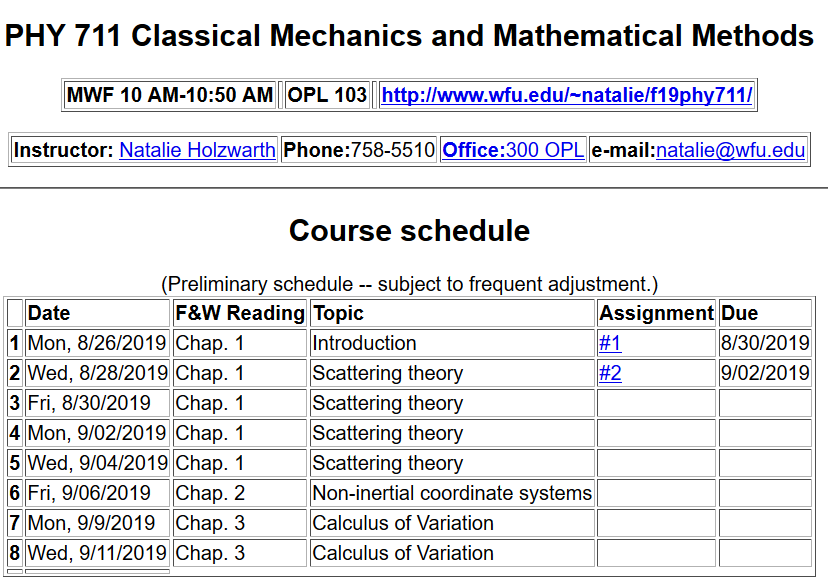 PHY 711 Classical Mechanics and Mathematical Methods
MWF 10 AM-10:50 AM OPL 103 http://www.wfu.edu/~natalie/f19phy711/
Instructor: Natalie Holzwarth Phone:758-5510 Office:300 OPL e-mail:natalie@wfu.edu
Course schedule
(Preliminary schedule -- subject to frequent adjustment.)
Date F&W Reading Topic Assignment Due
1 Mon, 8/26/2019 Chap. 1 Introduction #1 8/30/2019
2 Wed, 8/28/2019 Chap. 1 Scattering theory #2 9/02/2019
3 Fri, 8/30/2019 Chap. 1 Scattering theory
4 Mon, 9/02/2019 Chap. 1 Scattering theory
5 Wed, 9/04/2019 Chap. 1 Scattering theory
6 Fri, 9/06/2019 Chap. 2 Non-inertial coordinate systems
7 Mon, 9/9/2019 Chap. 3 Calculus of Variation
8 Wed, 9/11/2019 Chap. 3 Calculus of Variation